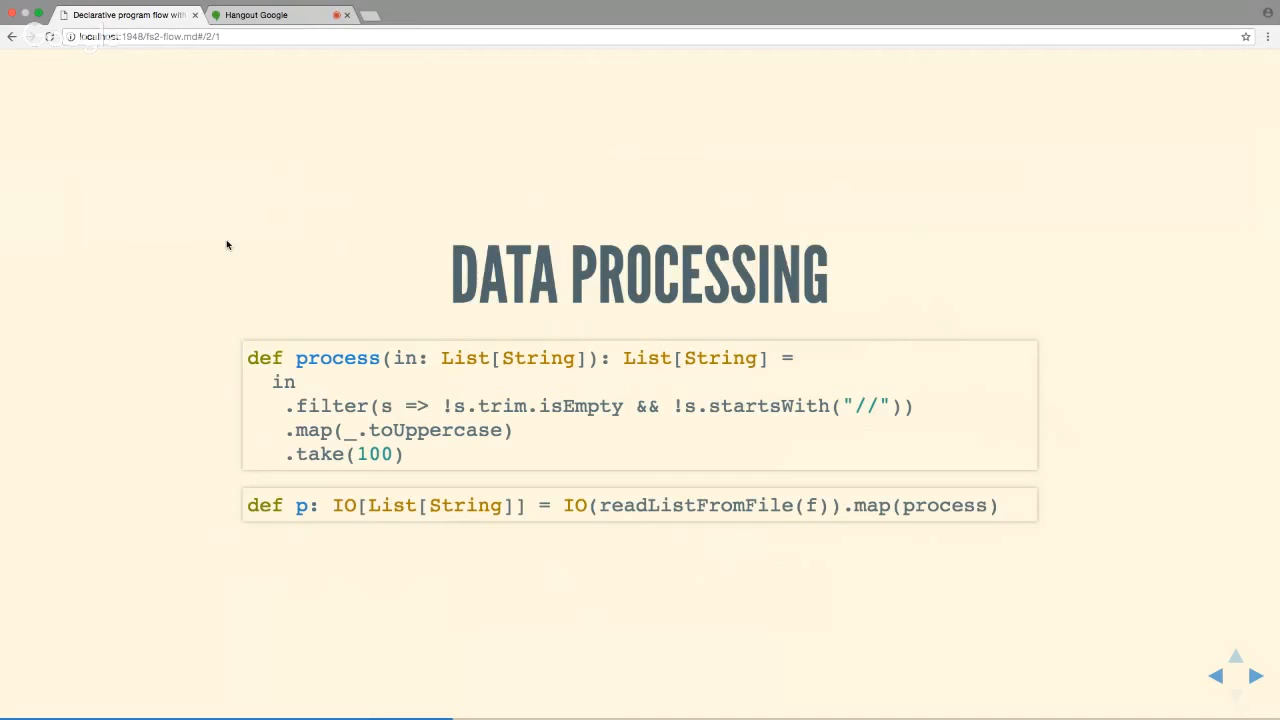 Declarative program flow with
Hangout Google
:1948/fs2-flow.md#/2/1
DATA PROCESSING
def process(in: List[String]): List[String] =
in
.filter(s => !s.trim.isEmpty && !s.startsWith("//"))
.map(_.toUppercase)
.take(100)
def p: IO[List[String]] = IO(readListFromFile(f)).map(process)